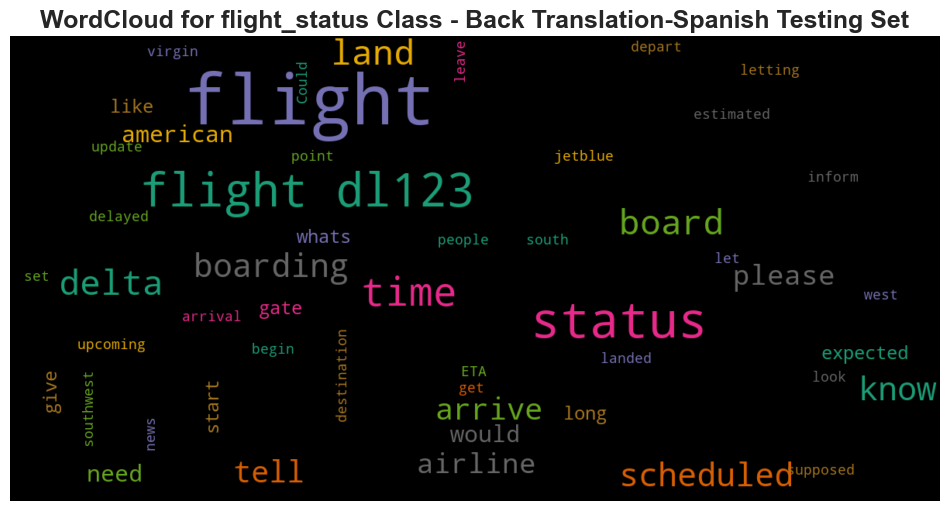 WordCloud for flight_status Class - Back Translation-Spanish Testing Set
virgin
land
leave
depart
Could
letting
flight
like
estimated
american
update
point
jetblue
inform
flight dl123
delayed
board
whats
people
south
boarding
let
please
set
delta
time
west
gate
arrival
status
upcoming
begin
destination
landed
expected
ETA
look
give
southwest
start
get
know
arrive
long
news
would
airline
need
tell
scheduled
supposed